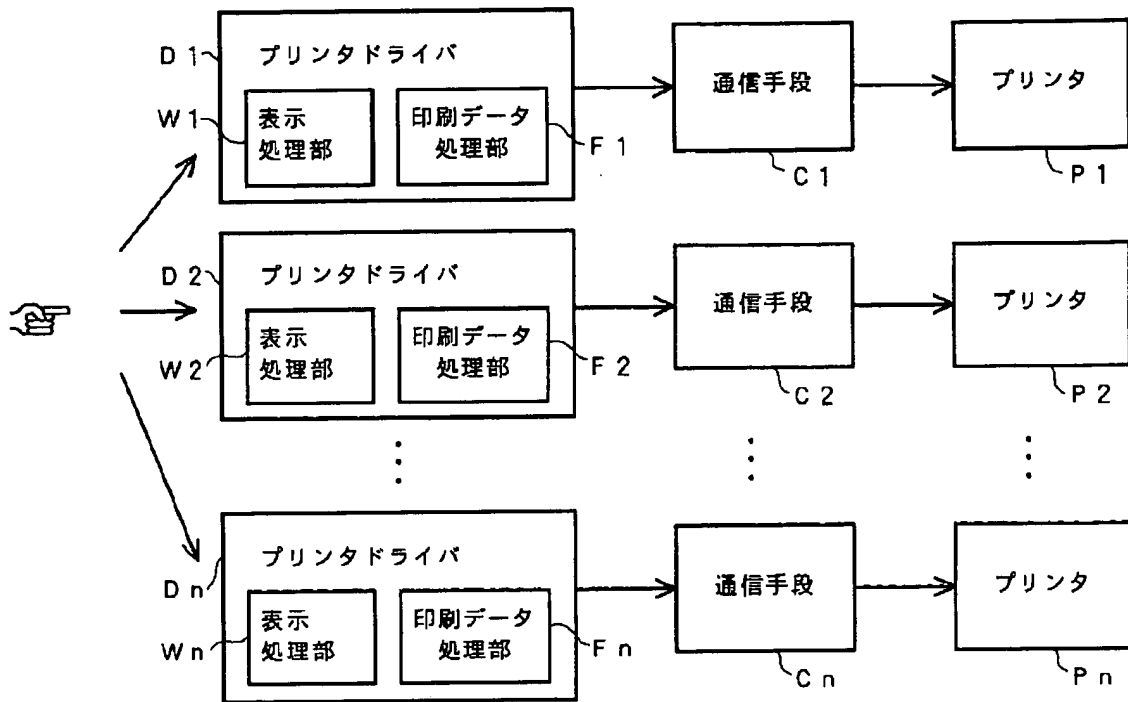 D1
プリンタドライバ
通信手段
プリンタ
W1
表示
処理部
印刷データ
処理部
F1
C1
P1
D2
プリンタドライバ
通信手段
プリンタ
W2
表示
処理部
印刷データ
処理部
F2
C2
P2
プリンタドライバ
通信手段
プリンタ
Dn
Wn
表示
処理部
印刷データ
処理部
Fn
Cn
Pn